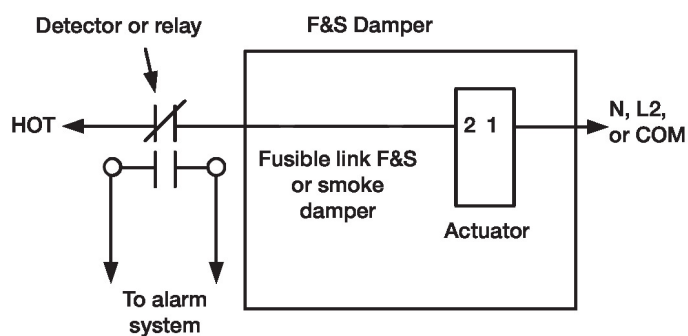 Detector or relay
F&S Damper
HOT
2 1
N, L2,
or COM
Fusible link F&S
or smoke
damper
Actuator
To alarm
system